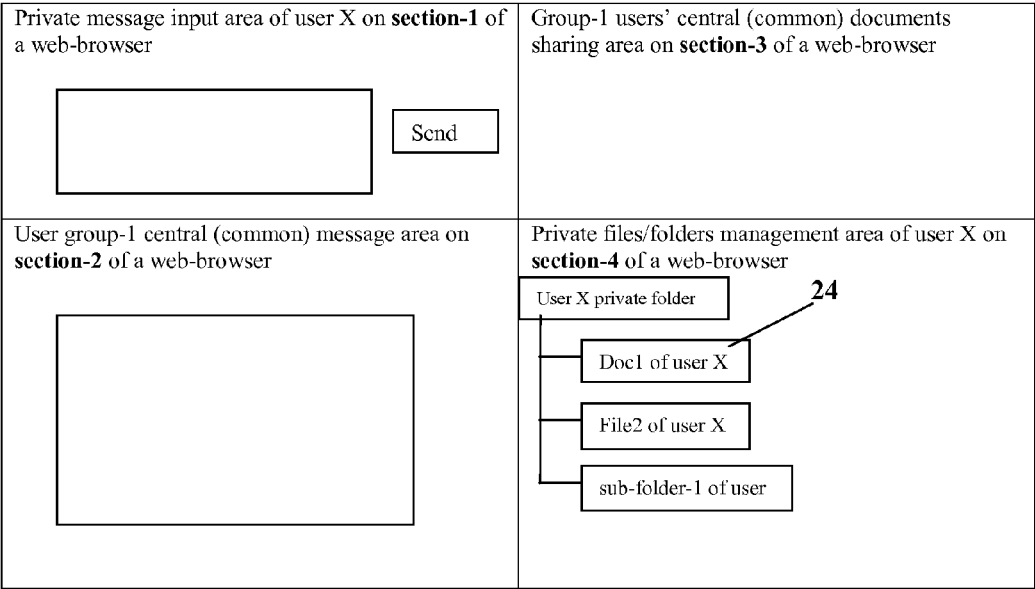 Private message input area of user X on section-1 of
a web-browser
Send
Group-1 users’ central (common) documents
sharing area on section-3 of a web-browser
User group-1 central (common) message area on
section-2 of a web-browser
Private files/folders management area of user X on
section-4 of a web-browser
24
User X private folder
Doc1 of user X
File2 of user X
sub-folder-1 of user